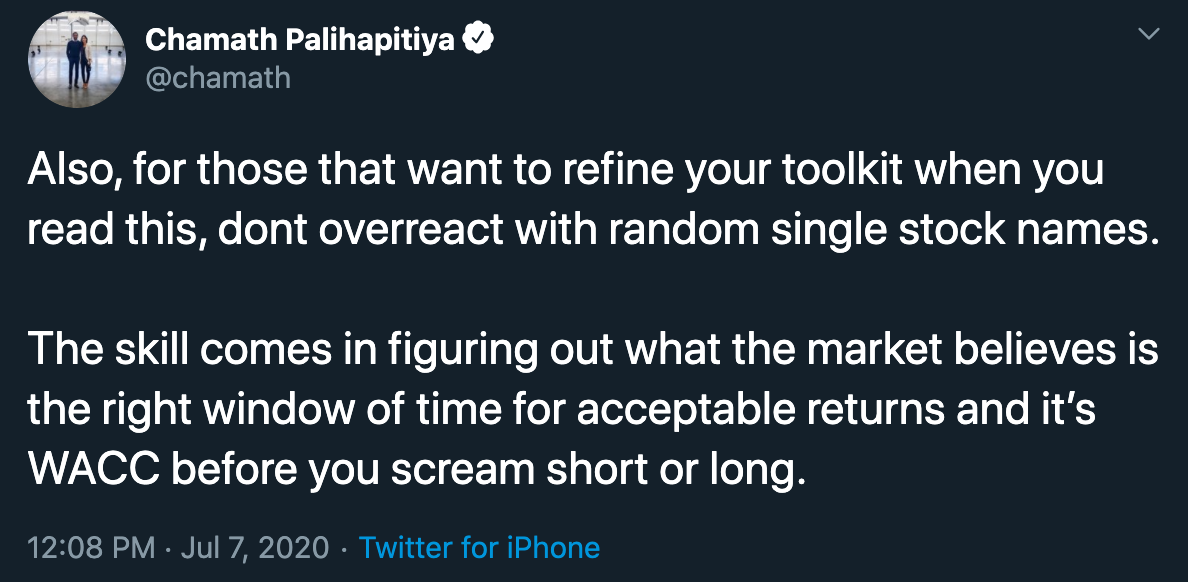 Chamath Palihapitiya
@chamath
Also, for those that want to refine your toolkit when you
read this, dont overreact with random single stock names.
The skill comes in figuring out what the market believes is
the right window of time for acceptable returns and it’s
WACC before you scream short or long.
12:08 PM · Jul 7, 2020 · Twitter for iPhone